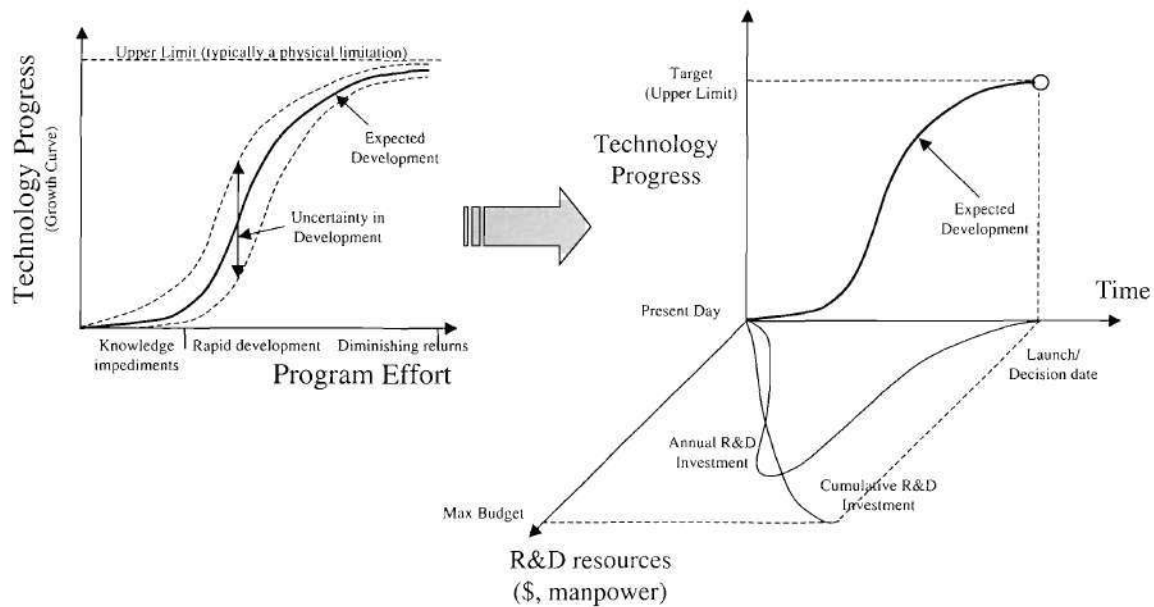 Upper Limit (typically a physical limitation)
Technology Progress
(Growth Curve)
Expected
Development
Uncertainty in
Development
Knowledge
impediments
Rapid development
Diminishing returns
Program Effort
Target
(Upper Limit)
Technology
Progress
Expected
Development
Present Day
Time
Launch/
Decision date
Annual R&D
Investment
Cumulative R&D
Investment
Max Budget
R&D resources
($, manpower)